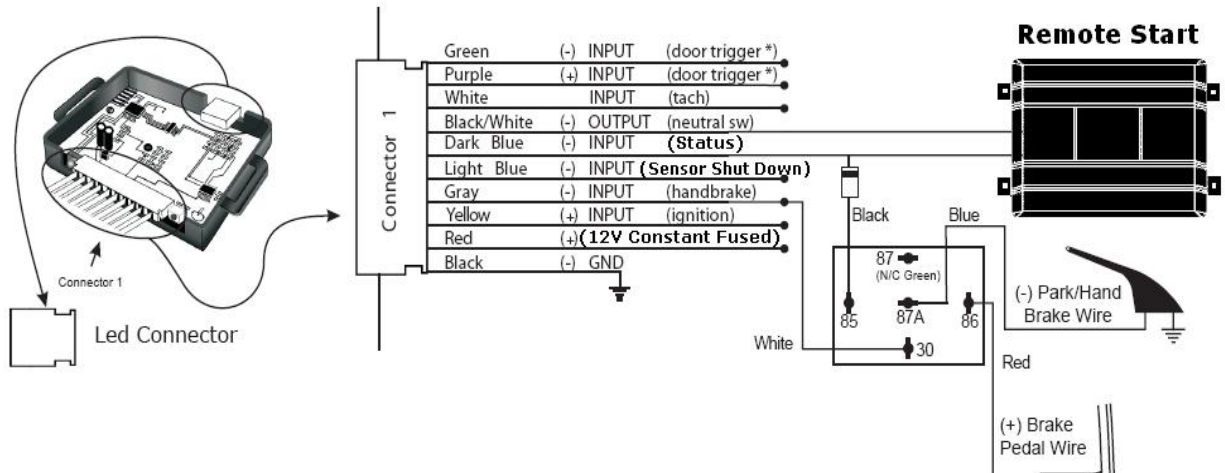 Remote Start
Green (-) INPUT (door trigger *)
Purple (+) INPUT (door trigger *)
White INPUT (tach)
Black/White (-) OUTPUT (neutral sw)
Dark Blue (-) INPUT (Status)
Light Blue (-) INPUT (Sensor Shut Down)
Gray (-) INPUT (handbrake)
Yellow (+) INPUT (ignition)
Red (+) (12V Constant Fused)
Black (-) GND
Connector 1
Connector 1
Led Connector
Black
Blue
87
(N/C Green)
85
87A
86
30
White
Red
(-) Park/Hand
Brake Wire
(+) Brake
Pedal Wire